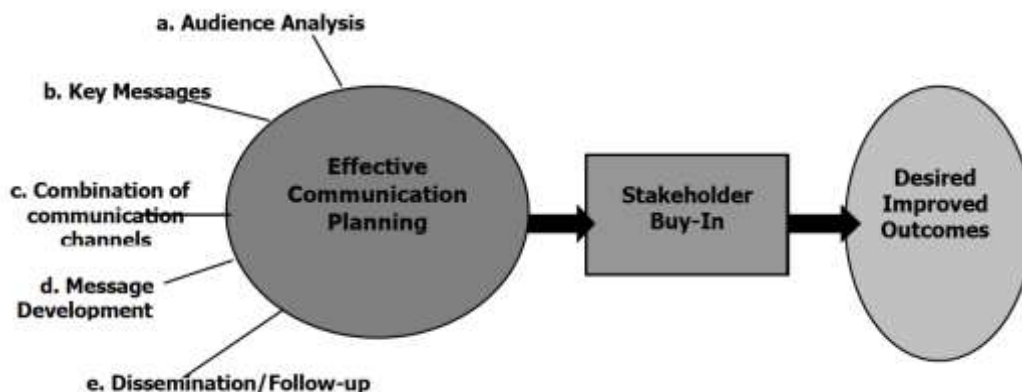 a. Audience Analysis
b. Key Messages
c. Combination of
communication
channels
d. Message
Development
e. Dissemination/Follow-up
Effective
Communication
Planning
Stakeholder
Buy-In
Desired
Improved
Outcomes